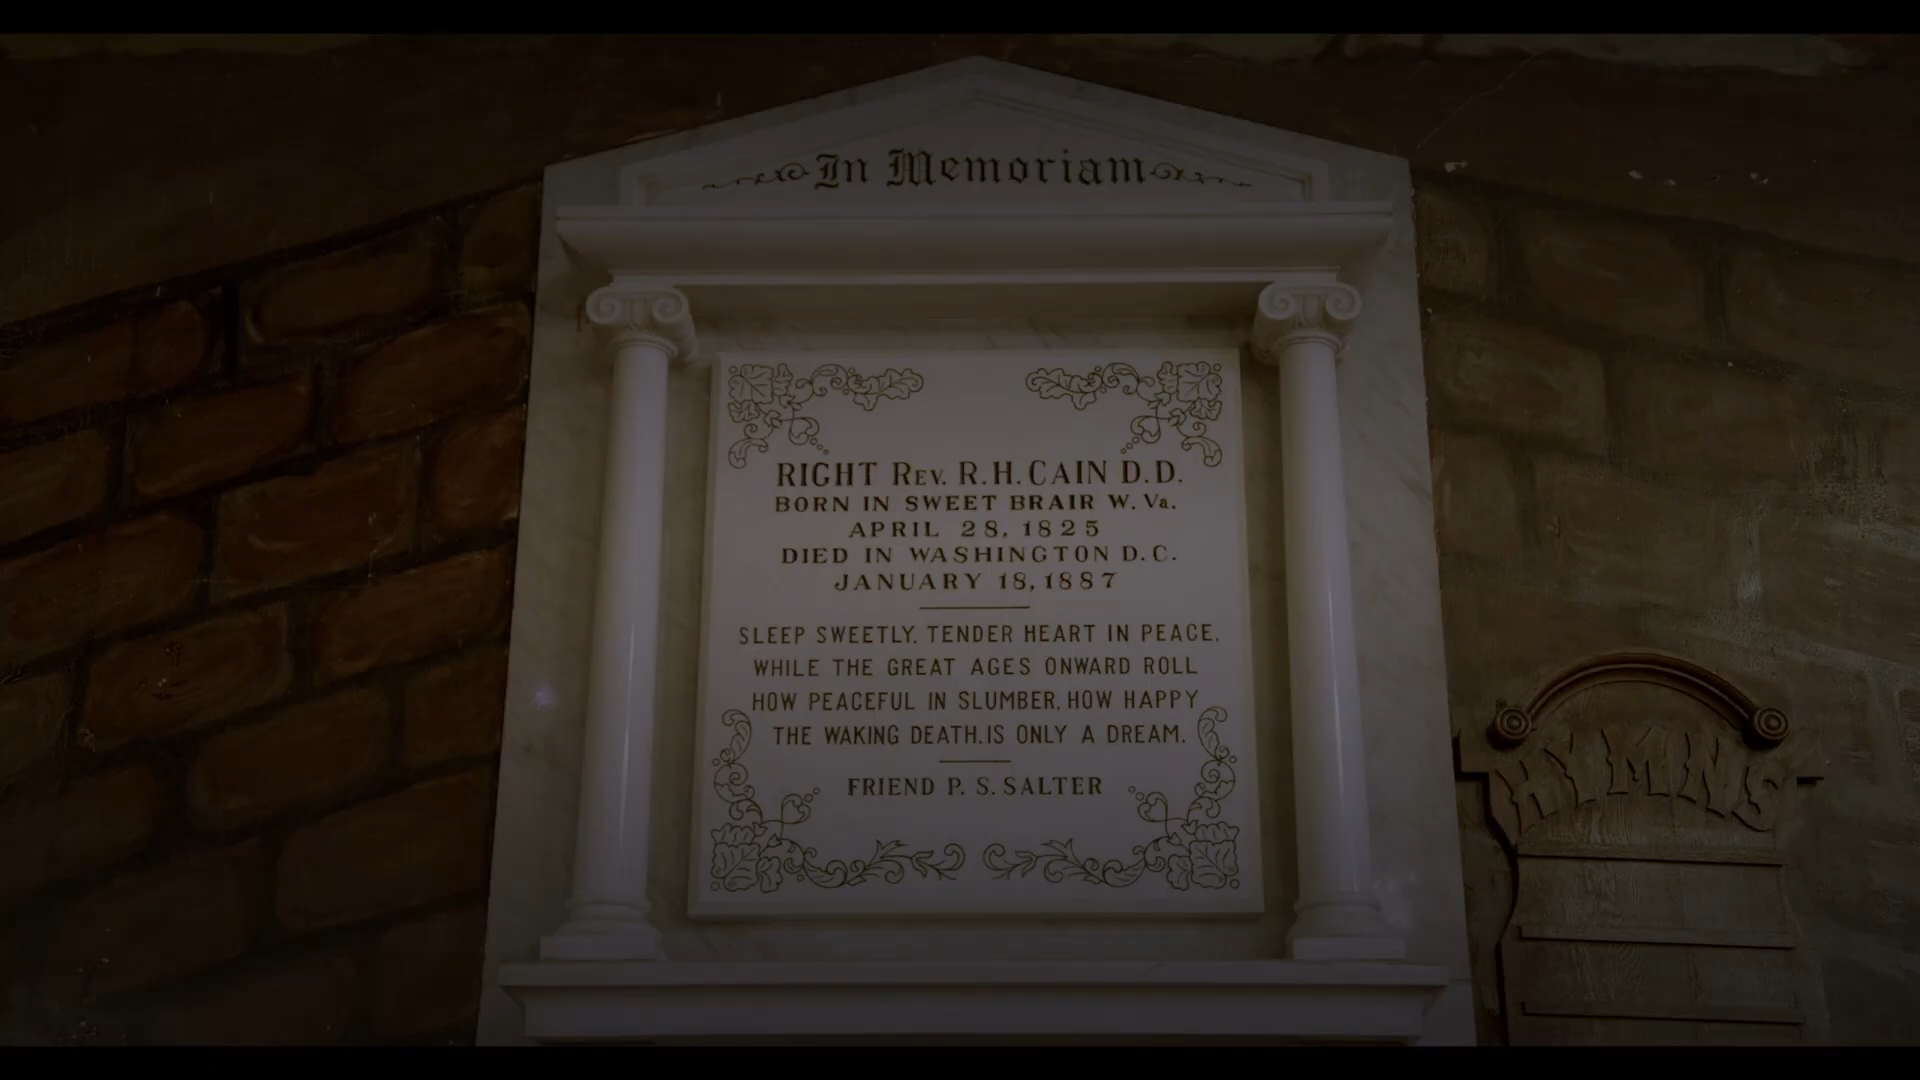 In Memoriam
RIGHT REV. R.H. CAIN D.D.
BORN IN SWEET BRAIR W. Va.
APRIL 28, 1825
DIED IN WASHINGTON D.C.
JANUARY 18, 1887
SLEEP SWEETLY, TENDER HEART IN PEACE,
WHILE THE GREAT AGES ONWARD ROLL
HOW PEACEFUL IN SLUMBER, HOW HAPPY
THE WAKING DEATH, IS ONLY A DREAM.
FRIEND P. S. SALTER
HYMNS